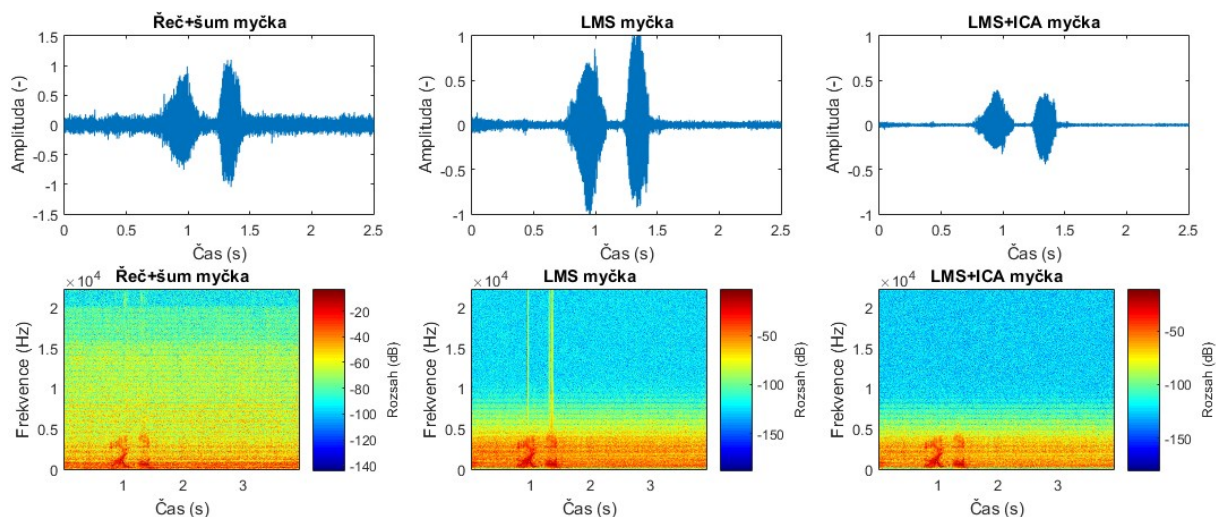 Řeč+šum myčka
1.5
1
0.5
0
-0.5
-1
-1.5
Amplituda (-)
0 0.5 1 1.5 2 2.5
Čas (s)
LMS myčka
1
0.5
0
-0.5
-1
Amplituda (-)
0 0.5 1 1.5 2 2.5
Čas (s)
LMS+ICA myčka
1
0.5
0
-0.5
-1
Amplituda (-)
0 0.5 1 1.5 2 2.5
Čas (s)
Řeč+šum myčka
×10⁴
2
1.5
1
0.5
0
Frekvence (Hz)
1 2 3
Čas (s)
-20
-40
-60
-80
-100
-120
-140
Rozsah (dB)
LMS myčka
×10⁴
2
1.5
1
0.5
0
Frekvence (Hz)
1 2 3
Čas (s)
-50
-100
-150
Rozsah (dB)
LMS+ICA myčka
×10⁴
2
1.5
1
0.5
0
Frekvence (Hz)
1 2 3
Čas (s)
-50
-100
-150
Rozsah (dB)